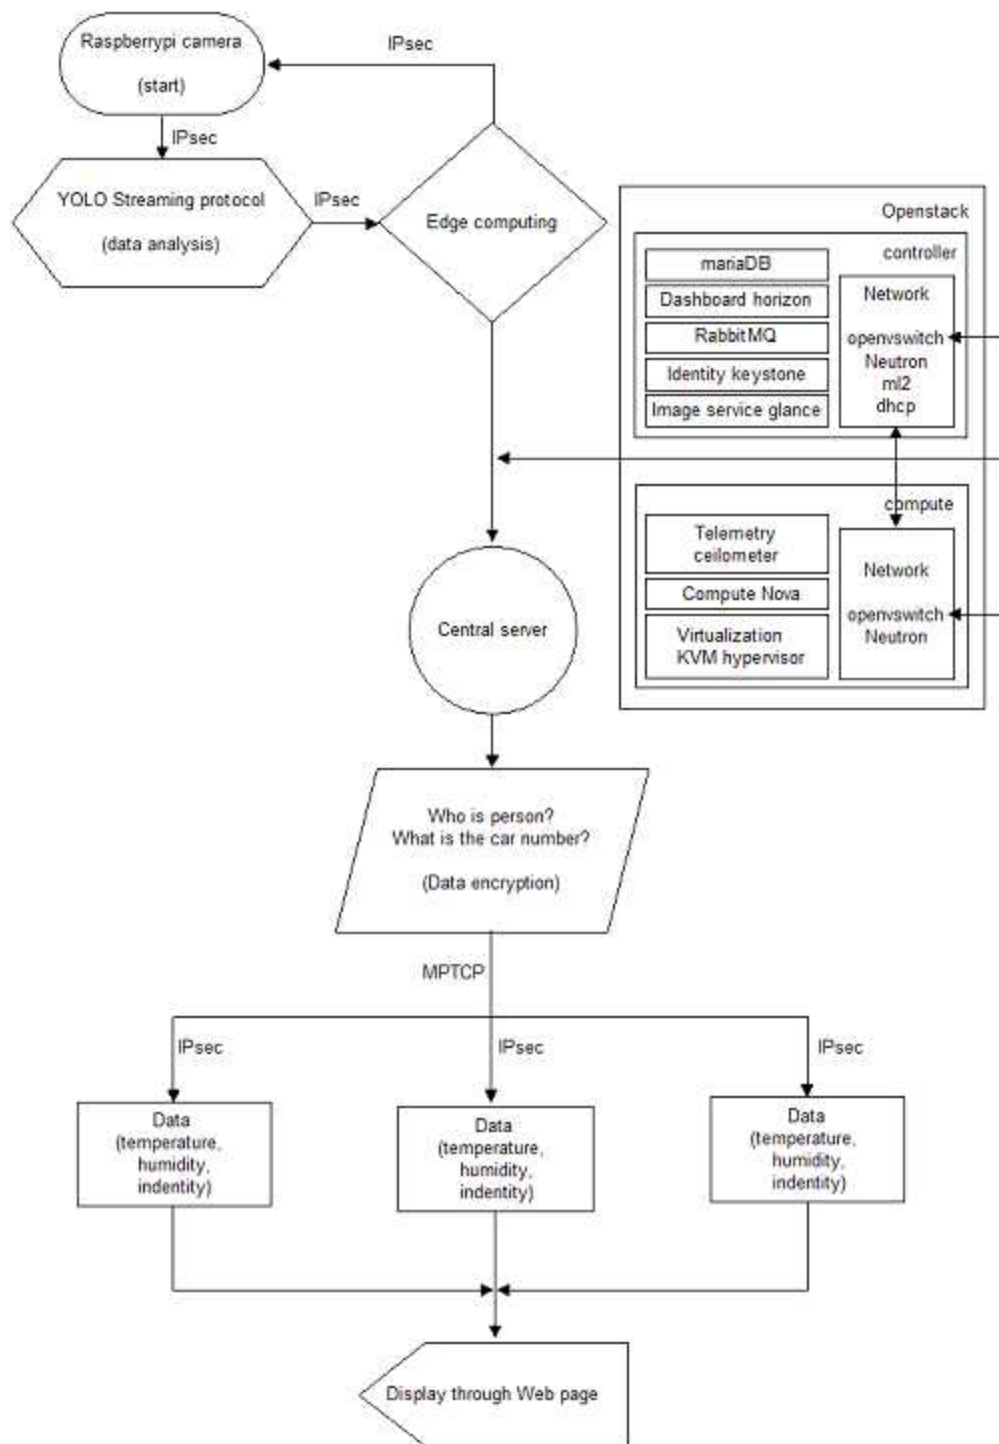 IPsec
Raspberrypi camera
(start)
IPsec
YOLO Streaming protocol
(data analysis)
IPsec
Edge computing
Openstack
controller
mariaDB
Dashboard horizon
RabbitMQ
Identity keystone
Image service glance
Network
openvswitch
Neutron
ml2
dhcp
compute
Telemetry
ceilometer
Compute Nova
Virtualization
KVM hypervisor
Network
openvswitch
Neutron
Central server
Who is person?
What is the car number?
(Data encryption)
MPTCP
IPsec
IPsec
IPsec
Data
(temperature,
humidity,
indentity)
Data
(temperature,
humidity,
indentity)
Data
(temperature,
humidity,
indentity)
Display through Web page